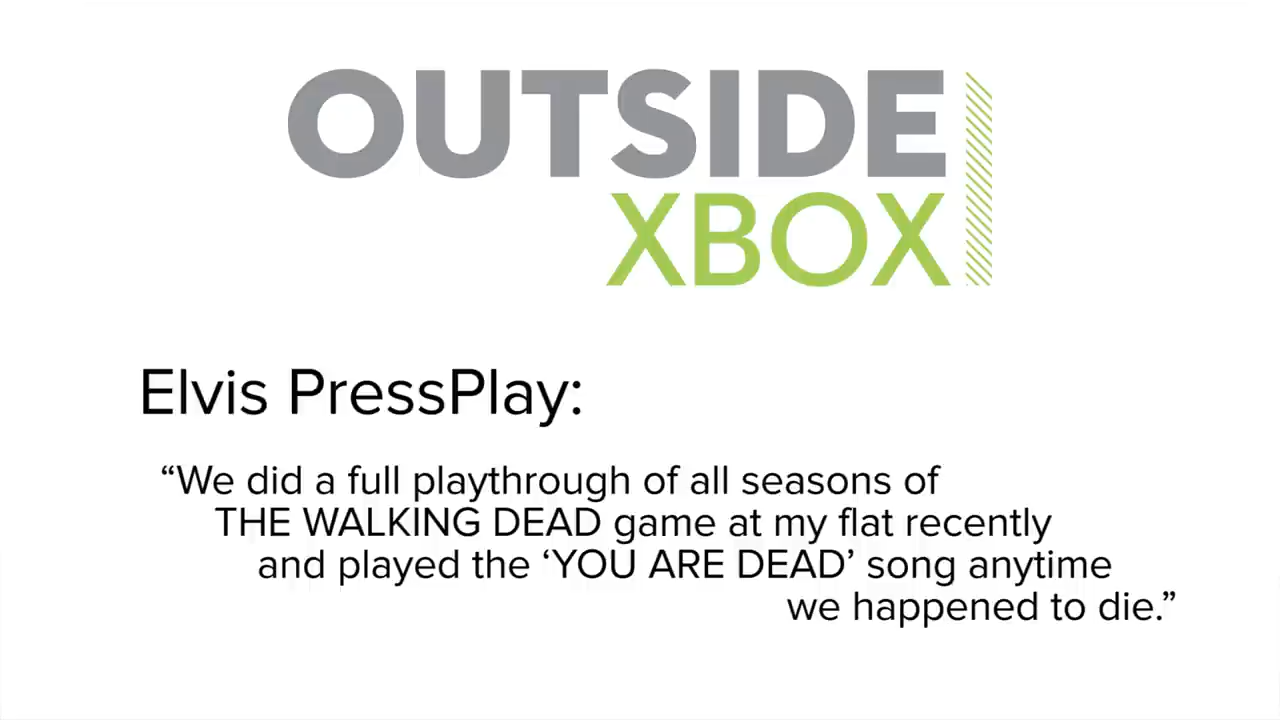 OUTSIDE
XBOX
Elvis PressPlay:
“We did a full playthrough of all seasons of
THE WALKING DEAD game at my flat recently
and played the ‘YOU ARE DEAD’ song anytime
we happened to die.”